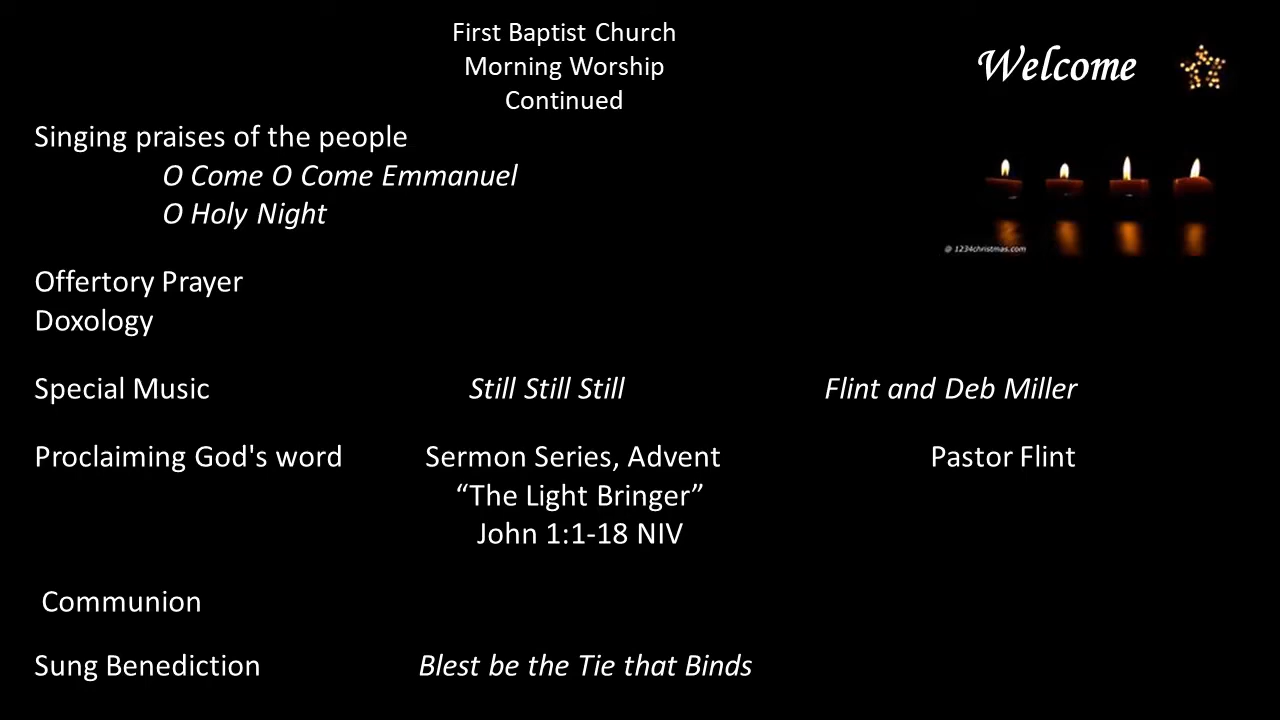 First Baptist Church
Morning Worship
Continued
Welcome
Singing praises of the people
O Come O Come Emmanuel
O Holy Night
@ 1234christmas.com
Offertory Prayer
Doxology
Special Music Still Still Still Flint and Deb Miller
Proclaiming God's word Sermon Series, Advent Pastor Flint
“The Light Bringer”
John 1:1-18 NIV
Communion
Sung Benediction Blest be the Tie that Binds